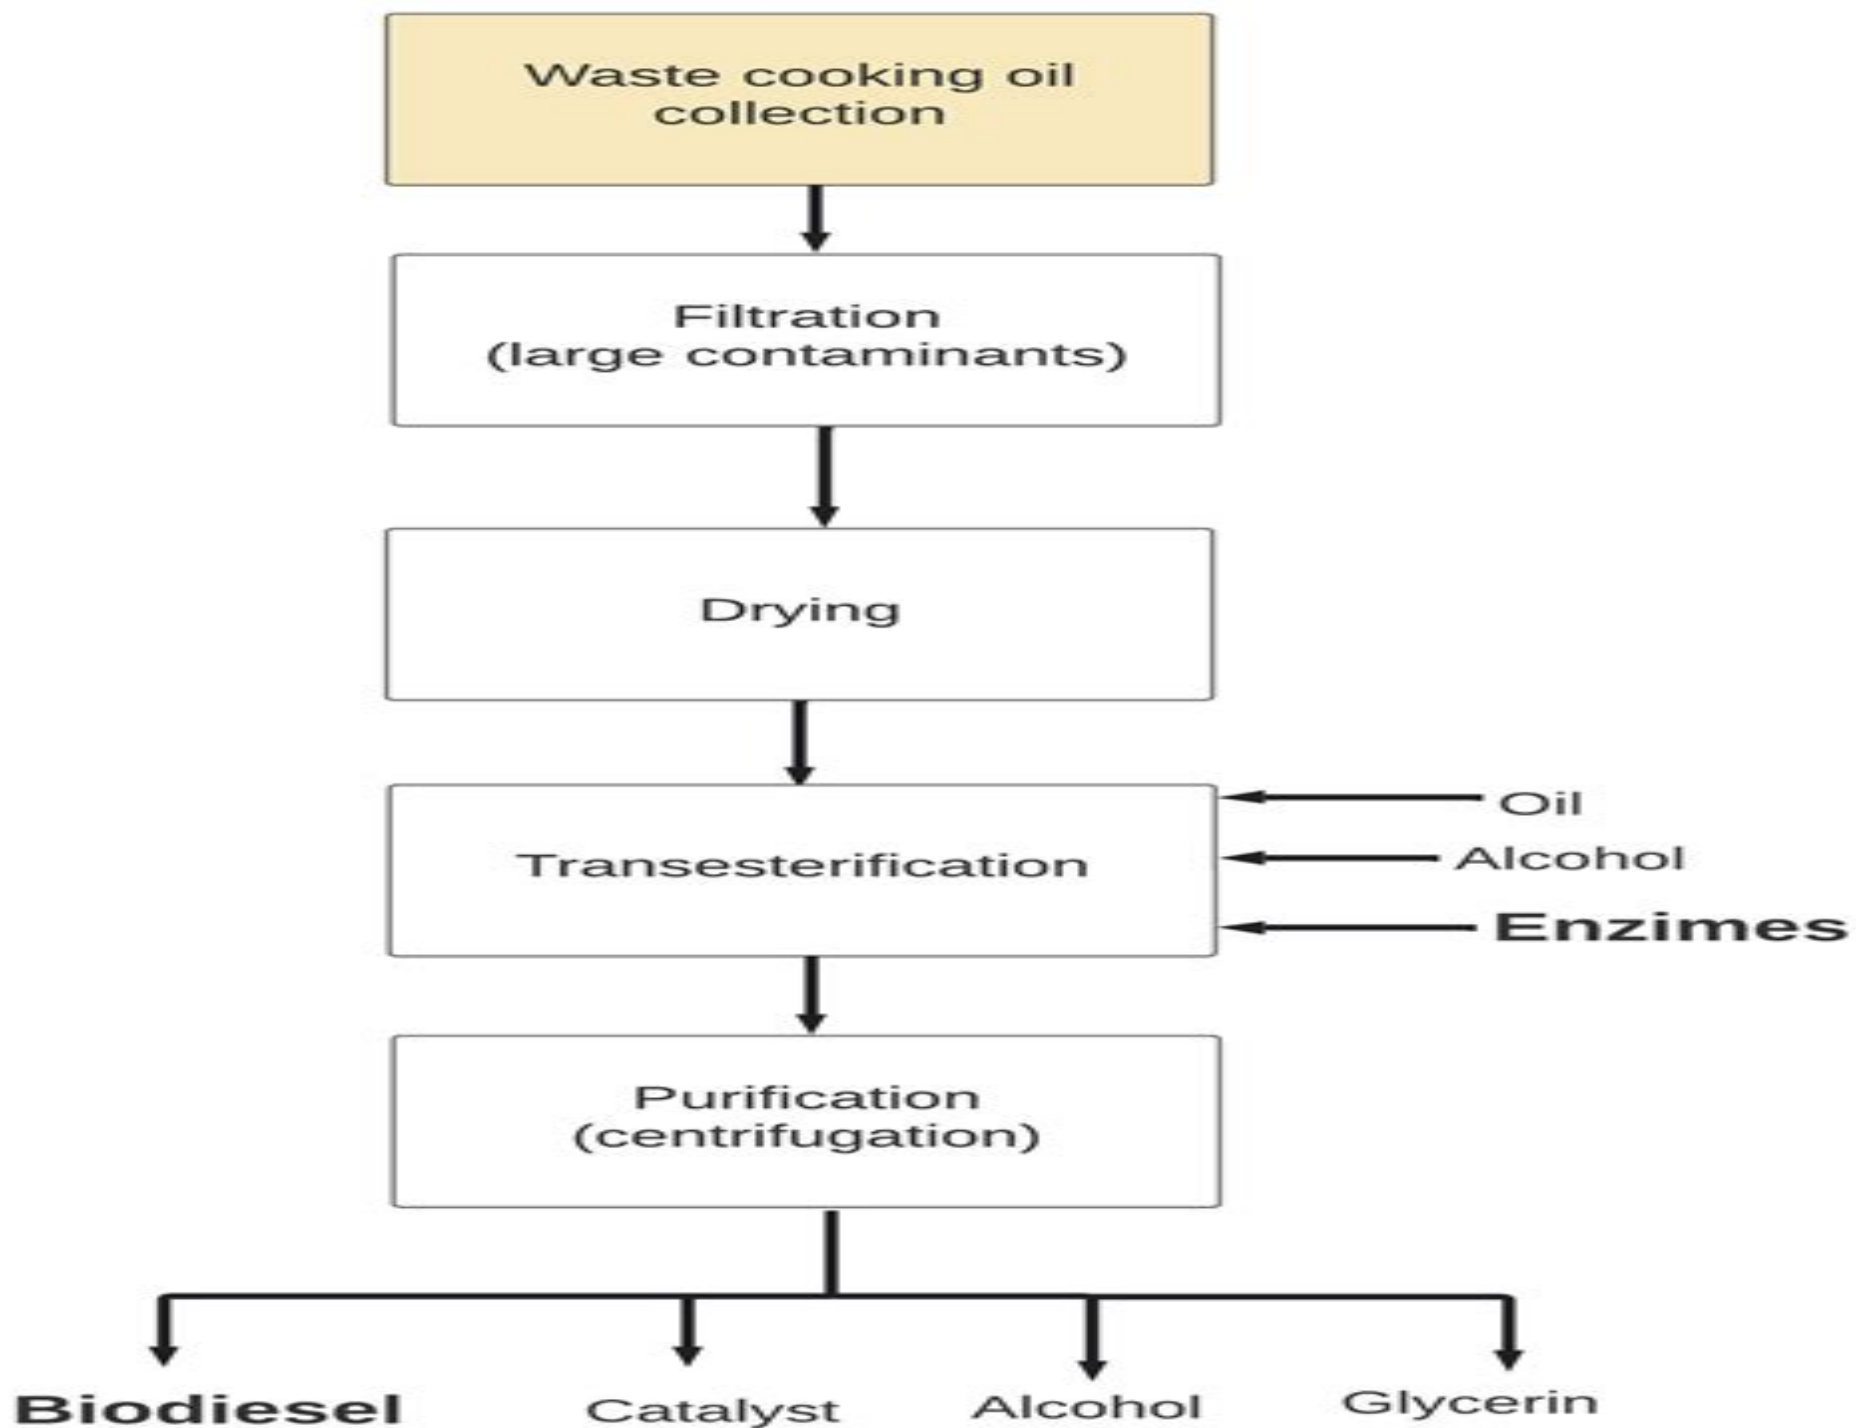 Waste cooking oil
collection
Filtration
(large contaminants)
Drying
Transesterification
Oil
Alcohol
Enzimes
Purification
(centrifugation)
Biodiesel
Catalyst
Alcohol
Glycerin